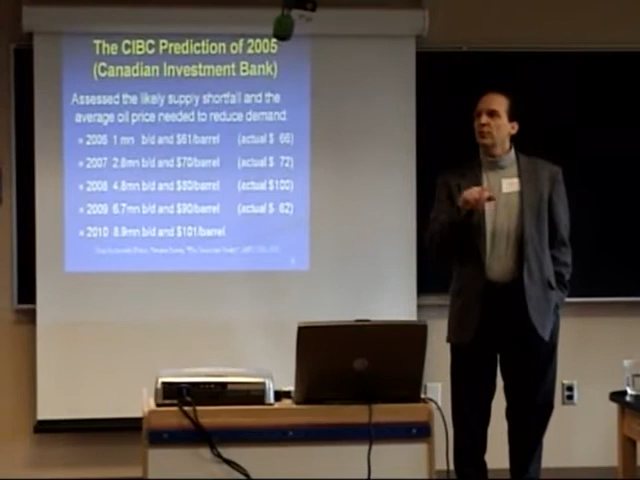 The CIBC Prediction of 2005
(Canadian Investment Bank)
Assessed the likely supply shortfall and the
average oil price needed to reduce demand
» 2006 1 mn b/d and $61/barrel (actual $ 66)
» 2007 2.8mn b/d and $70/barrel (actual $ 72)
» 2008 4.8mn b/d and $80/barrel (actual $100)
» 2009 6.7mn b/d and $90/barrel (actual $ 62)
» 2010 8.9mn b/d and $101/barrel